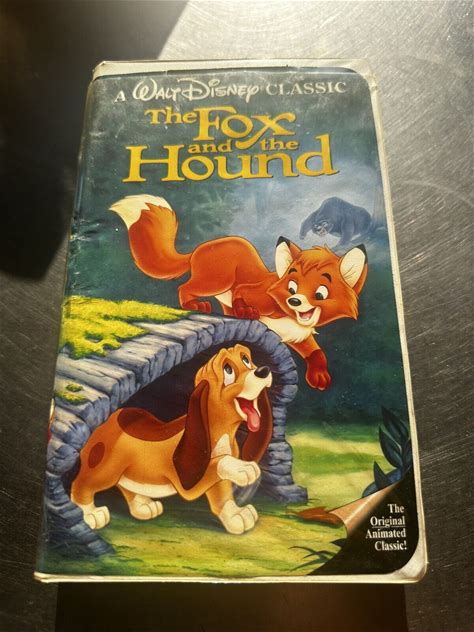 A WALT DISNEY CLASSIC
The Fox
and the
Hound
The
Original
Animated
Classic!